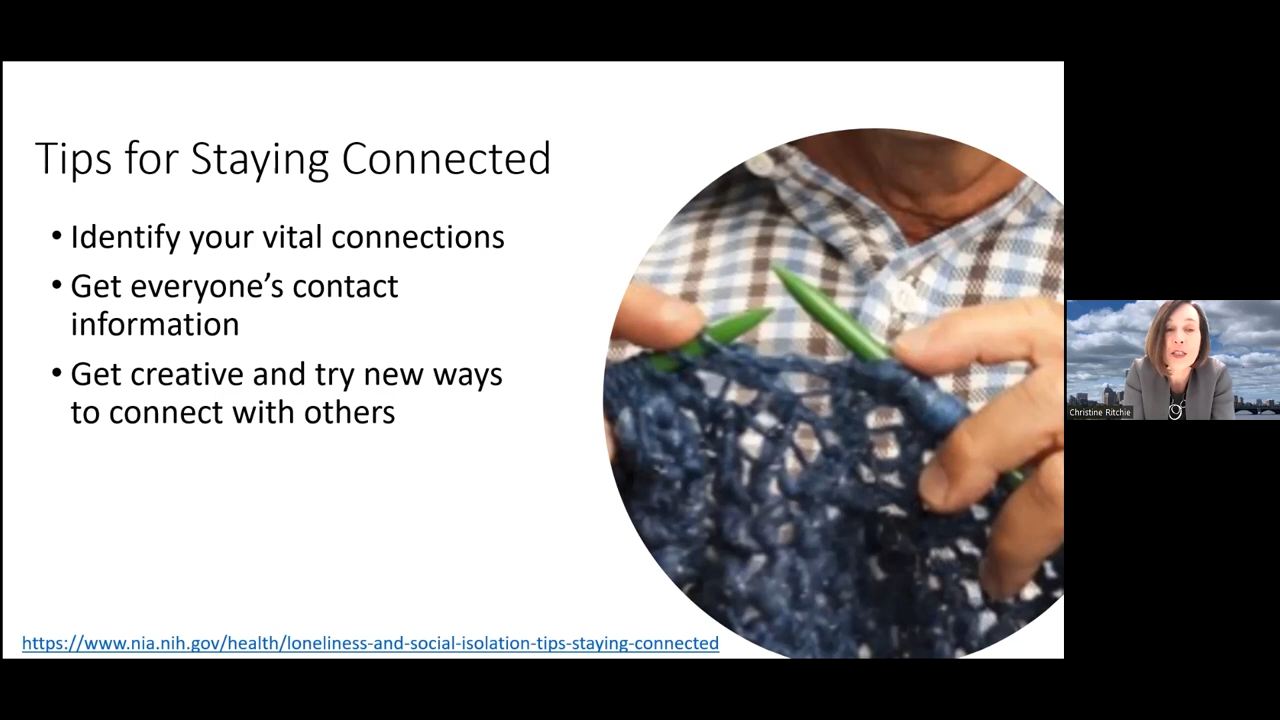 Tips for Staying Connected
• Identify your vital connections
• Get everyone’s contact
information
• Get creative and try new ways
to connect with others
https://www.nia.nih.gov/health/loneliness-and-social-isolation-tips-staying-connected
Christine Ritchie